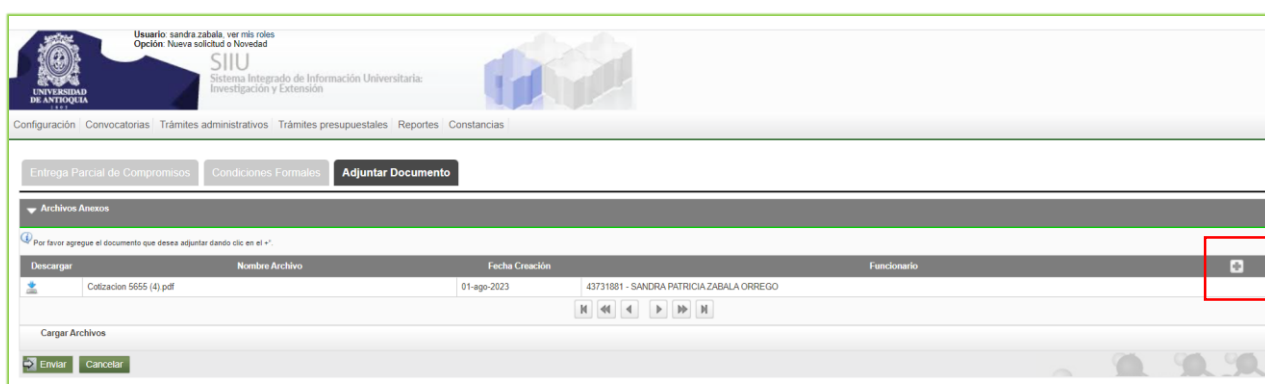 Usuario: sandra.zabala, ver mis roles
Opción: Nueva solicitud o Novedad
SIIU
Sistema Integrado de Información Universitaria:
Investigación y Extensión
UNIVERSIDAD
DE ANTIOQUIA
1803
Configuración Convocatorias Trámites administrativos Trámites presupuestales Reportes Constancias
Entrega Parcial de Compromisos Condiciones Formales Adjuntar Documento
Archivos Anexos
Por favor agregue el documento que desea adjuntar dando clic en el +".
Descargar Nombre Archivo Fecha Creación Funcionario
Cotizacion 5655 (4).pdf 01-ago-2023 43731881 - SANDRA PATRICIA ZABALA ORREGO
Cargar Archivos
Enviar Cancelar